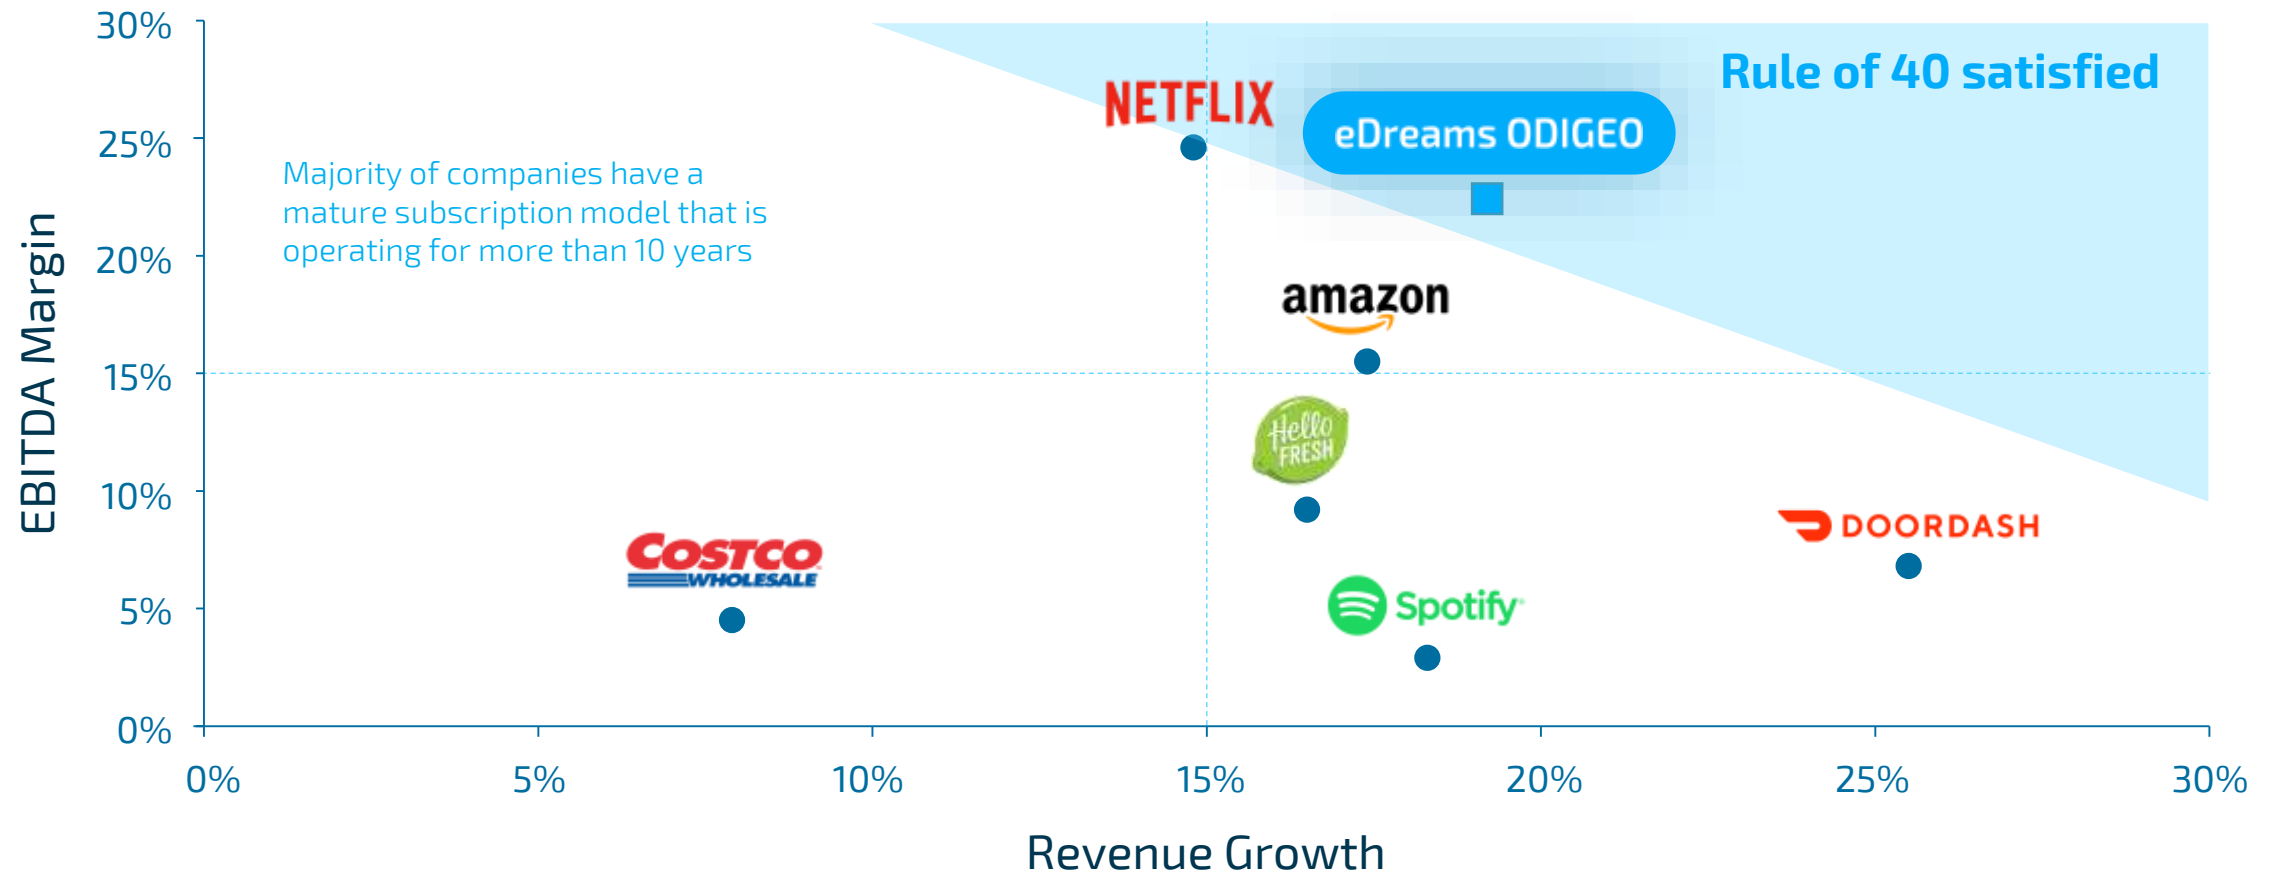 30%
25%
20%
15%
10%
5%
0%
EBITDA Margin
Majority of companies have a
mature subscription model that is
operating for more than 10 years
NETFLIX
eDreams ODIGEO
Rule of 40 satisfied
amazon
Hello
FRESH
COSTCO
WHOLESALE
DOORDASH
Spotify
0%
5%
10%
15%
20%
25%
30%
Revenue Growth